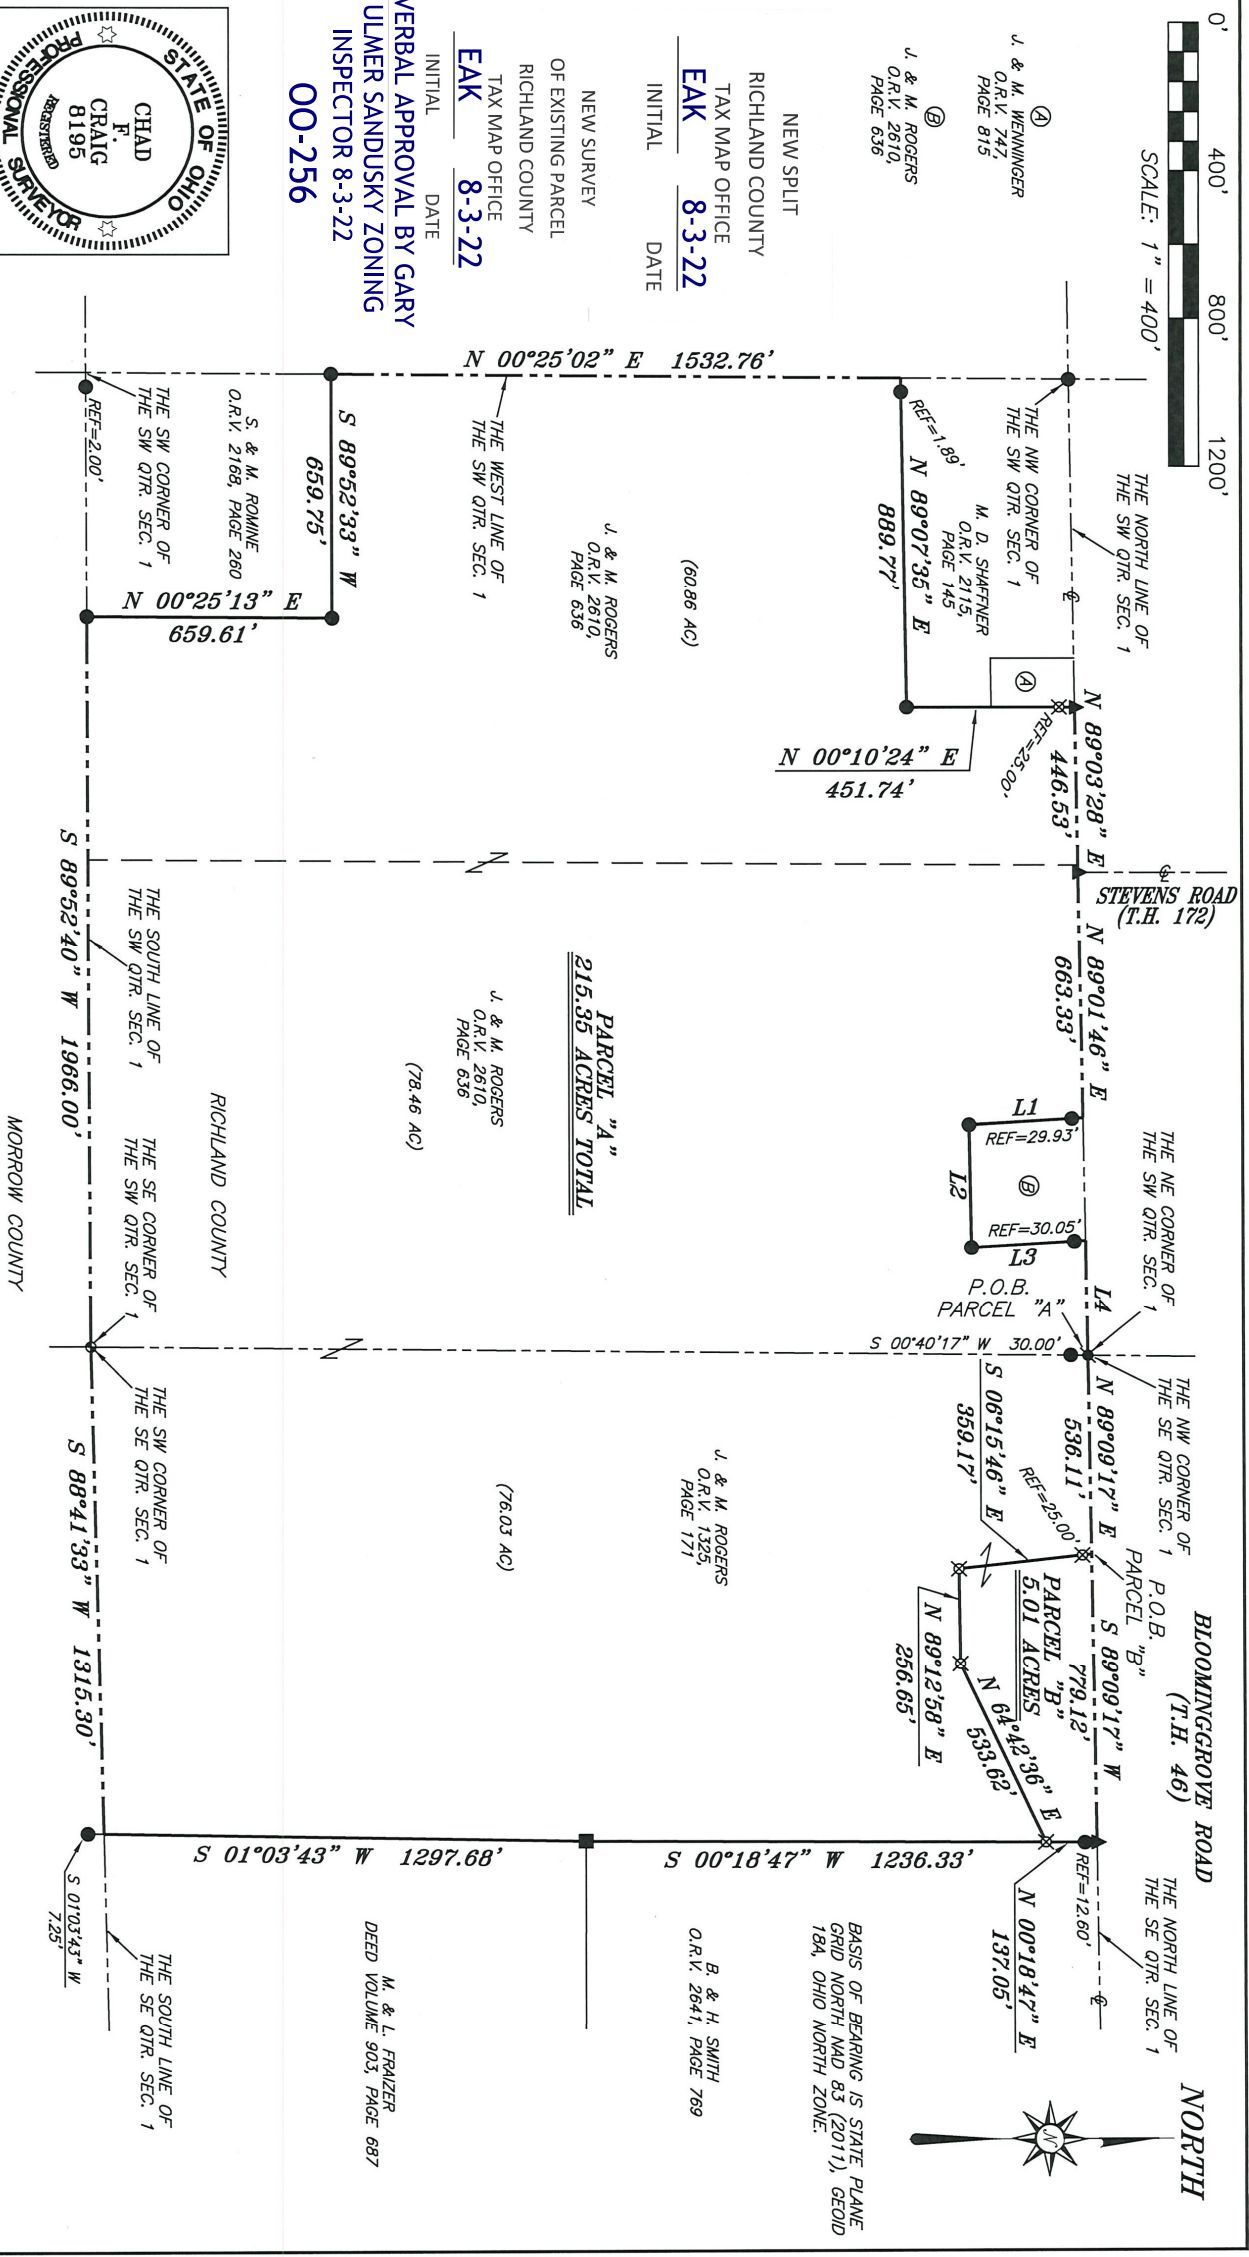 0' 400' 800' 1200'
SCALE: 1" = 400'
Ⓐ
J. & M. WENNINGER
O.R.V. 747,
PAGE 815
Ⓑ
J. & M. ROGERS
O.R.V. 2610,
PAGE 636
NEW SPLIT
RICHLAND COUNTY
TAX MAP OFFICE
EAK 8-3-22
INITIAL DATE
NEW SURVEY
OF EXISTING PARCEL
RICHLAND COUNTY
TAX MAP OFFICE
EAK 8-3-22
INITIAL DATE
VERBAL APPROVAL BY GARY
ULMER SANDUSKY ZONING
INSPECTOR 8-3-22
OO-256
STATE OF OHIO
CHAD
F.
CRAIG
8195
REGISTERED
PROFESSIONAL SURVEYOR
THE NORTH LINE OF
THE SW QTR. SEC. 1
THE NW CORNER OF
THE SW QTR. SEC. 1
M. D. SHAFFNER
O.R.V. 2115,
PAGE 145
REF=1.89'
N 89°07'35" E
889.77'
Ⓐ
REF=25.00'
N 00°10'24" E
451.74'
N 89°03'28" E
446.53'
N 00°25'02" E 1532.76'
THE WEST LINE OF
THE SW QTR. SEC. 1
(60.86 AC)
J. & M. ROGERS
O.R.V. 2610,
PAGE 636
S 89°52'33" W
659.75'
S. & M. ROMINE
O.R.V. 2168, PAGE 260
N 00°25'13" E
659.61'
THE SW CORNER OF
THE SW QTR. SEC. 1
REF=2.00'
STEVENS ROAD
(T.H. 172)
N 89°01'46" E
663.33'
L1
REF=29.93'
L2
Ⓑ
REF=30.05'
L3
L4
THE NE CORNER OF
THE SW QTR. SEC. 1
P.O.B.
PARCEL "A"
S 00°40'17" W 30.00'
PARCEL "A"
215.35 ACRES TOTAL
J. & M. ROGERS
O.R.V. 2610,
PAGE 636
(78.46 AC)
RICHLAND COUNTY
THE SOUTH LINE OF
THE SW QTR. SEC. 1
THE SE CORNER OF
THE SW QTR. SEC. 1
S 89°52'40" W 1966.00'
MORROW COUNTY
THE NW CORNER OF
THE SE QTR. SEC. 1
N 89°09'17" E
536.11'
P.O.B.
PARCEL "B"
BLOOMINGGROVE ROAD
(T.H. 46)
S 89°09'17" W
779.12'
REF=25.00'
S 06°15'46" E
359.17'
PARCEL "B"
5.01 ACRES
N 89°12'58" E
256.65'
N 64°42'36" E
533.62'
J. & M. ROGERS
O.R.V. 1325,
PAGE 171
(76.03 AC)
THE SW CORNER OF
THE SE QTR. SEC. 1
S 88°41'33" W 1315.30'
S 01°03'43" W 1297.68'
S 00°18'47" W 1236.33'
THE NORTH LINE OF
THE SE QTR. SEC. 1
REF=12.60'
N 00°18'47" E
137.05'
NORTH
N
BASIS OF BEARING IS STATE PLANE
GRID NORTH NAD 83 (2011), GEOID
18A, OHIO NORTH ZONE.
B. & H. SMITH
O.R.V. 2641, PAGE 769
M. & L. FRAIZER
DEED VOLUME 903, PAGE 687
THE SOUTH LINE OF
THE SE QTR. SEC. 1
S 01°03'43" W
7.25'